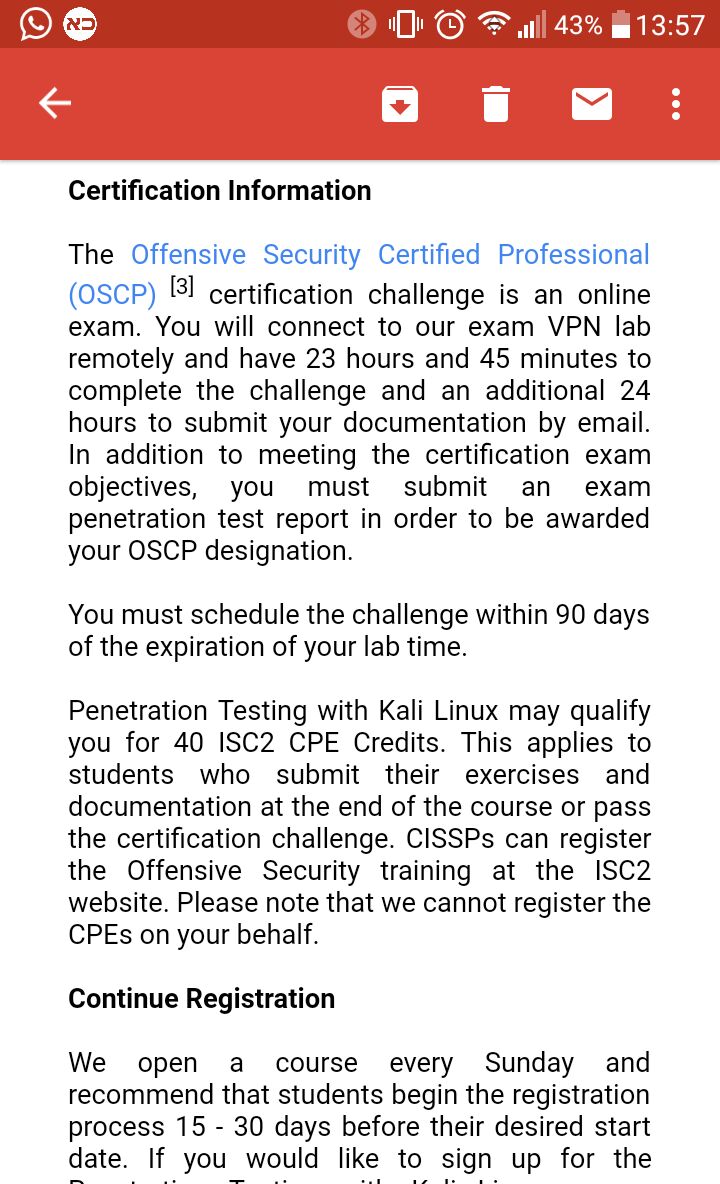 כא
43%
13:57
Certification Information
The Offensive Security Certified Professional
(OSCP) [3] certification challenge is an online
exam. You will connect to our exam VPN lab
remotely and have 23 hours and 45 minutes to
complete the challenge and an additional 24
hours to submit your documentation by email.
In addition to meeting the certification exam
objectives, you must submit an exam
penetration test report in order to be awarded
your OSCP designation.
You must schedule the challenge within 90 days
of the expiration of your lab time.
Penetration Testing with Kali Linux may qualify
you for 40 ISC2 CPE Credits. This applies to
students who submit their exercises and
documentation at the end of the course or pass
the certification challenge. CISSPs can register
the Offensive Security training at the ISC2
website. Please note that we cannot register the
CPEs on your behalf.
Continue Registration
We open a course every Sunday and
recommend that students begin the registration
process 15 - 30 days before their desired start
date. If you would like to sign up for the